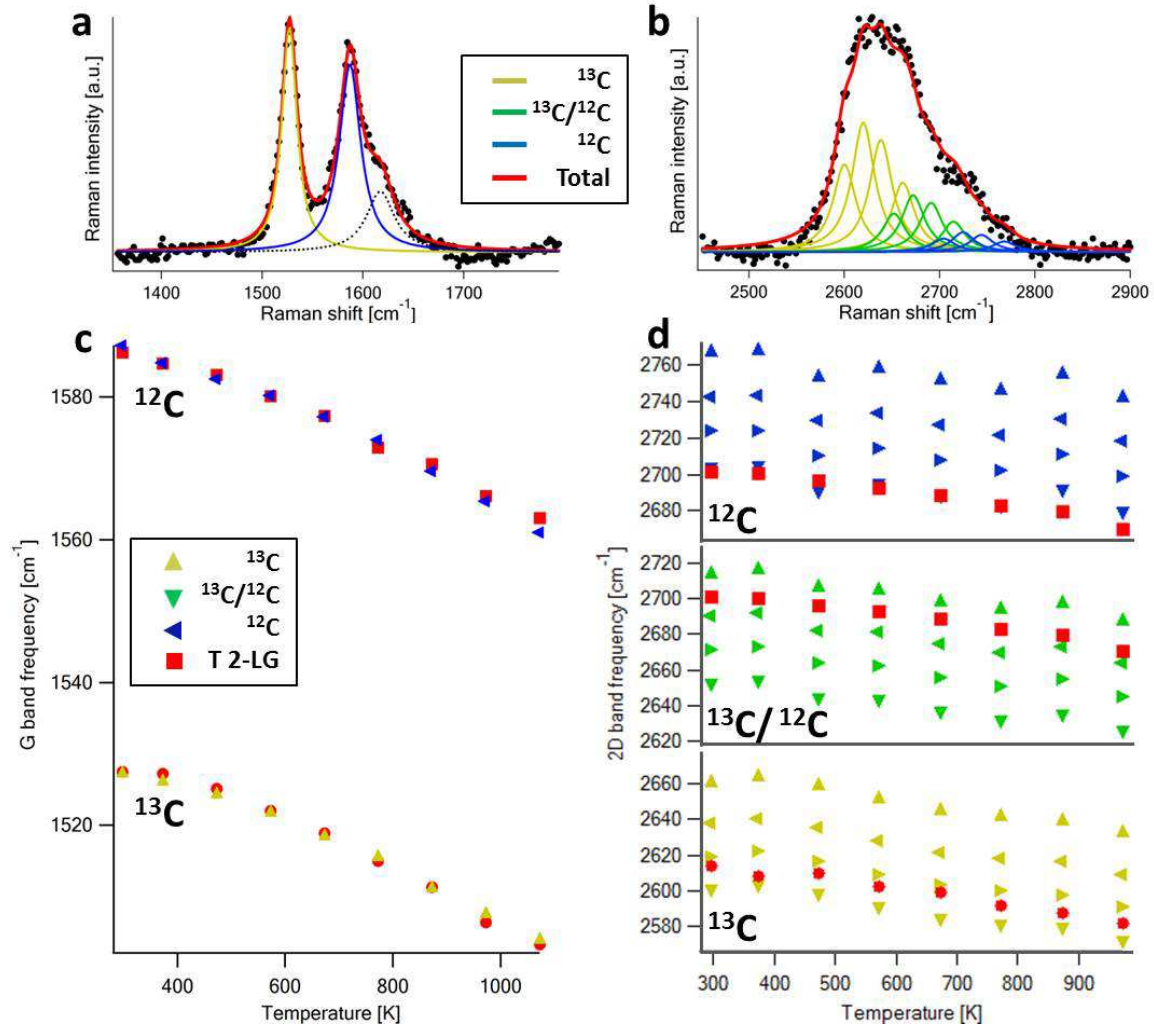 a
Raman intensity [a.u.]
1400 1500 1600 1700
Raman shift [cm⁻¹]
¹³C
¹³C/¹²C
¹²C
Total
b
Raman intensity [a.u.]
2500 2600 2700 2800 2900
Raman shift [cm⁻¹]
c
G band frequency [cm⁻¹]
1580
1560
1540
1520
¹²C
¹³C
¹³C/¹²C
¹²C
T 2-LG
¹³C
400 600 800 1000
Temperature [K]
d
2D band frequency [cm⁻¹]
2760
2740
2720
2700
2680
¹²C
2720
2700
2680
2660
2640
2620
¹³C/ ¹²C
2660
2640
2620
2600
2580
¹³C
300 400 500 600 700 800 900
Temperature [K]